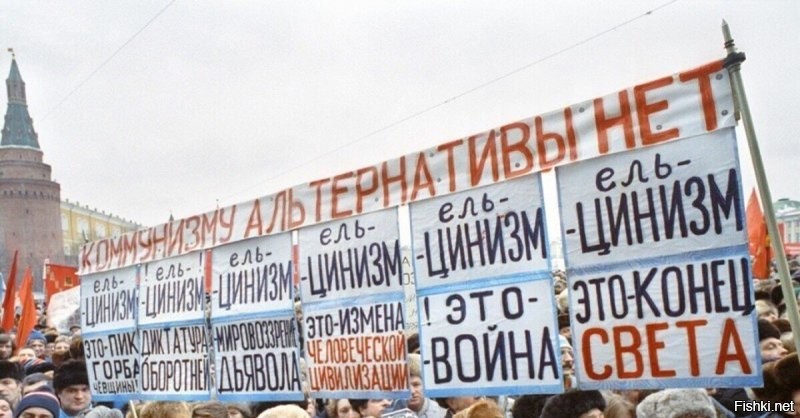 КОММУНИЗМУ АЛЬТЕРНАТИВЫ НЕТ
ель-
-ЦИНИЗМ
ЭТО-ПИК
ГОРБА
ЧЁВЩИНЫ!
! ель-
-ЦИНИЗМ
ДИКТАТУРА
ОБОРОТНЕЙ
ель-
-ЦИНИЗМ
МИРОВОЗЗРЕНИЕ
ДЬЯВОЛА
ель-
-ЦИНИЗМ
ЭТО-ИЗМЕНА
ЧЕЛОВЕЧЕСКОЙ
ЦИВИЛИЗАЦИИ
ель-
-ЦИНИЗМ
! ЭТО-
-ВОЙНА
ель-
-ЦИНИЗМ
ЭТО-КОНЕЦ
СВЕТА
Fishki.net